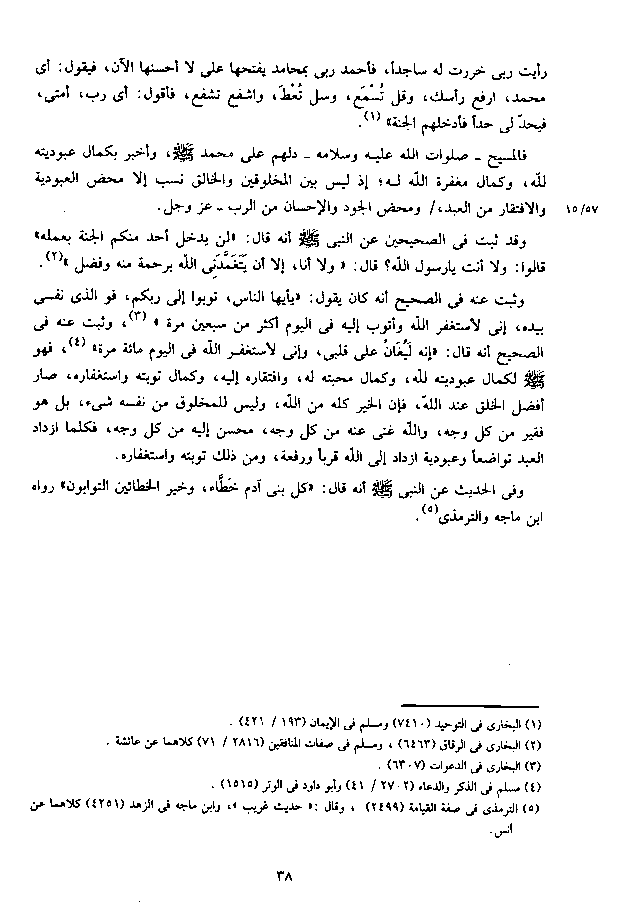 رأيت ربى خررت له ساجداً، فأحمد ربى بمحامد يفتحها على لا أحسنها الآن، فيقول: أى
محمد، ارفع رأسك، وقل تُسْمَع، وسل تُعْطَ، واشفع تشفع، فأقول: أى رب، أمتى،
فيحدّ لى حداً فأدخلهم الجنة» (١).
فالمسيح ـ صلوات الله عليه وسلامه ـ دلهم على محمد ﷺ، وأخبر بكمال عبوديته
لله، وكمال مغفرة الله له؛ إذ ليس بين المخلوقين والخالق نسب إلا محض العبودية
١٥/٥٧ والافتقار من العبد،/ ومحض الجود والإحسان من الرب ـ عز وجل.
وقد ثبت فى الصحيحين عن النبى ﷺ أنه قال: «لن يدخل أحد منكم الجنة بعمله»
قالوا: ولا أنت يارسول الله؟ قال: « ولا أنا، إلا أن يَتَغَمَّدَنِى الله برحمة منه وفضل »(٢).
وثبت عنه فى الصحيح أنه كان يقول: «يأيها الناس، توبوا إلى ربكم، فو الذى نفسى
بيده، إنى لأستغفر الله وأتوب إليه فى اليوم أكثر من سبعين مرة » (٣)، وثبت عنه فى
الصحيح أنه قال: «إنه لَيُغَانُ على قلبى، وإنى لأستغفـر الله فى اليوم مائة مرة» (٤)، فهو
ﷺ لكمال عبوديته لله، وكمال محبته له، وافتقاره إليه، وكمال توبته واستغفاره، صار
أفضل الخلق عند الله، فإن الخير كله من الله، وليس للمخلوق من نفسه شىء، بل هو
فقير من كل وجه، والله غنى عنه من كل وجه، محسن إليه من كل وجه، فكلما ازداد
العبد تواضعاً وعبودية ازداد إلى الله قرباً ورفعة، ومن ذلك توبته واستغفاره.
وفى الحديث عن النبى ﷺ أنه قال: «كل بنى آدم خطَّاء، وخير الخطائين التوابون» رواه
ابن ماجه والترمذى(٥).
(١) البخارى فى التوحيد (٧٤١٠) ومسلم فى الإيمان (١٩٣ / ٤٢١) .
(٢) البخارى فى الرقاق (٦٤٦٣) ، ومسلم فى صفات المنافقين (٢٨١٦ / ٧١) كلاهما عن عائشة .
(٣) البخارى فى الدعوات (٦٣٠٧) .
(٤) مسلم فى الذكر والدعاء (٢٧٠٢ / ٤١) وأبو داود فى الوتر (١٥١٥) .
(٥) الترمذى فى صفة القيامة (٢٤٩٩) ، وقال :« حديث غريب »، وابن ماجه فى الزهد (٤٢٥١) كلاهما عن
أنس.
٣٨